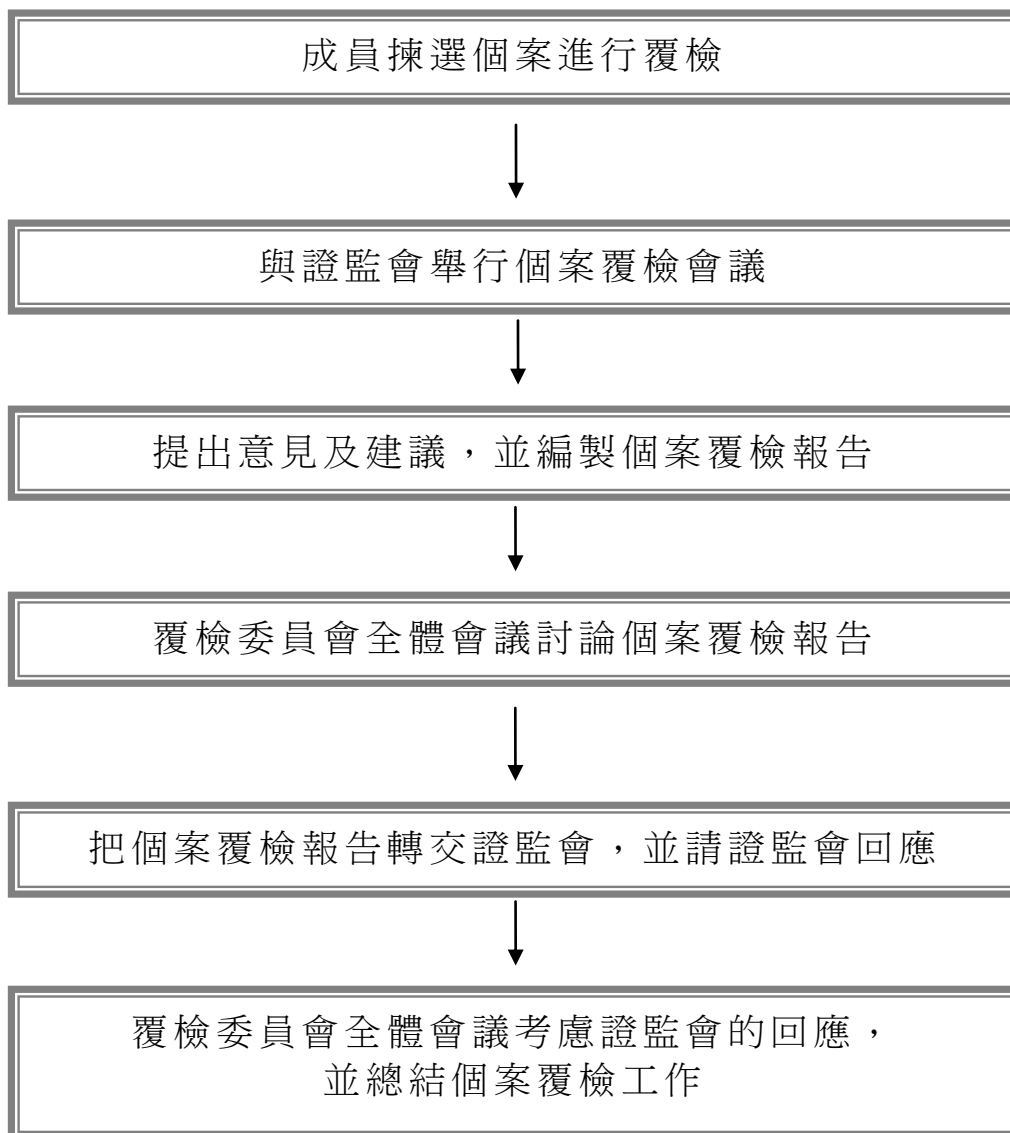 成員揀選個案進行覆檢
與證監會舉行個案覆檢會議
提出意見及建議，並編製個案覆檢報告
覆檢委員會全體會議討論個案覆檢報告
把個案覆檢報告轉交證監會，並請證監會回應
覆檢委員會全體會議考慮證監會的回應，
並總結個案覆檢工作